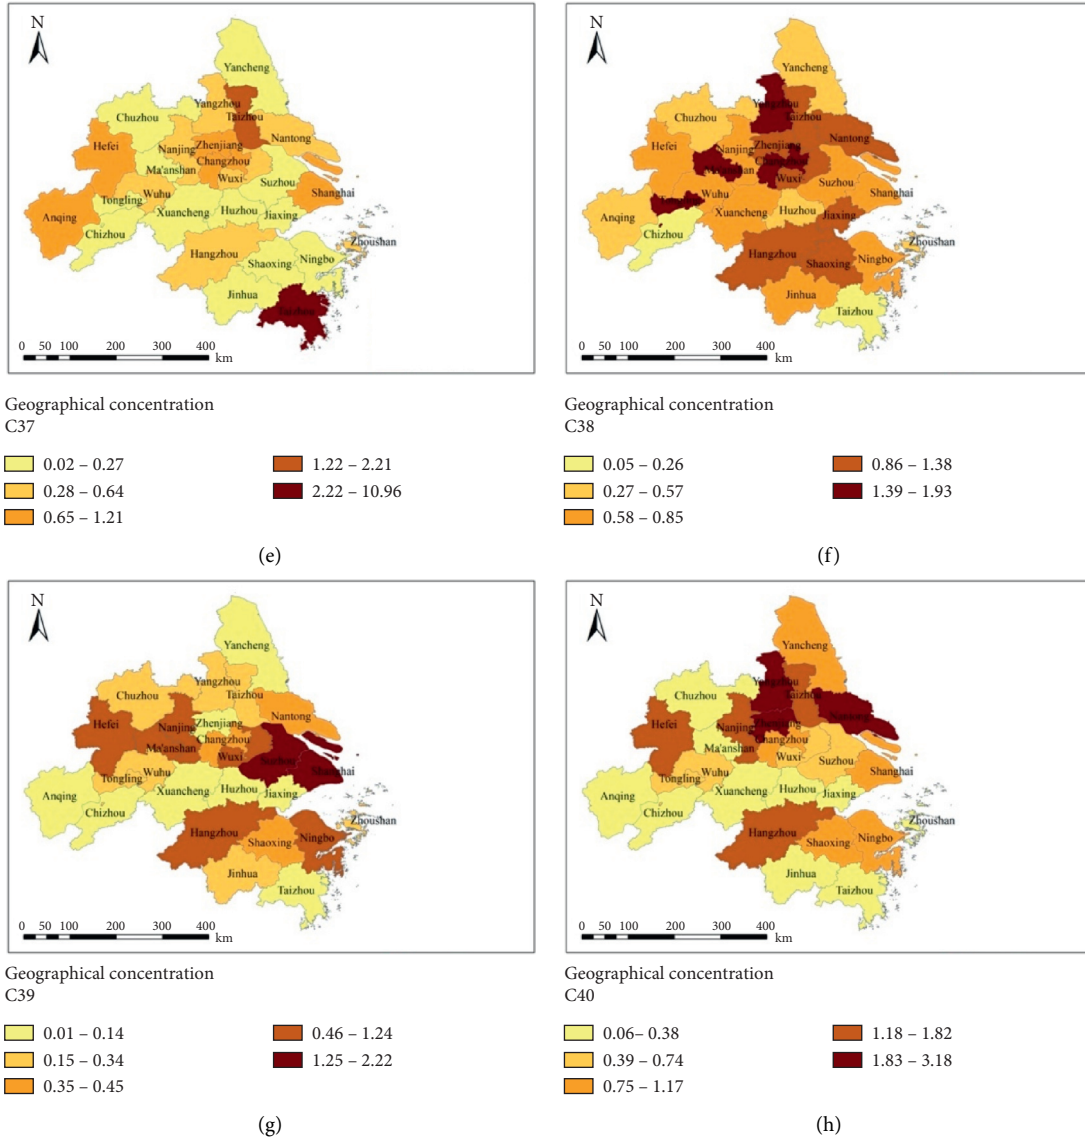 N
Yancheng
Yangzhou
Chuzhou
Taizhou
Hefei
Nanjing
Zhenjiang
Nantong
Changzhou
Ma'anshan
Wuxi
Suzhou
Shanghai
Wuhu
Tongling
Anqing
Xuancheng
Huzhou
Jiaxing
Chizhou
Hangzhou
Zhoushan
Shaoxing
Ningbo
Jinhua
Taizhou
0 50 100 200 300 400
km
Geographical concentration
C37
0.02 – 0.27
0.28 – 0.64
0.65 – 1.21
1.22 – 2.21
2.22 – 10.96
(e)
N
Yancheng
Yangzhou
Chuzhou
Taizhou
Hefei
Nanjing
Zhenjiang
Nantong
Changzhou
Ma'anshan
Wuxi
Suzhou
Shanghai
Wuhu
Anqing
Xuancheng
Huzhou
Jiaxing
Chizhou
Hangzhou
Zhoushan
Shaoxing
Ningbo
Jinhua
Taizhou
0 50 100 200 300 400
km
Geographical concentration
C38
0.05 – 0.26
0.27 – 0.57
0.58 – 0.85
0.86 – 1.38
1.39 – 1.93
(f)
N
Yancheng
Yangzhou
Chuzhou
Taizhou
Hefei
Nanjing
Zhenjiang
Nantong
Changzhou
Ma'anshan
Wuxi
Suzhou
Shanghai
Wuhu
Tongling
Anqing
Xuancheng
Huzhou
Jiaxing
Chizhou
Hangzhou
Zhoushan
Shaoxing
Ningbo
Jinhua
Taizhou
0 50 100 200 300 400
km
Geographical concentration
C39
0.01 – 0.14
0.15 – 0.34
0.35 – 0.45
0.46 – 1.24
1.25 – 2.22
(g)
N
Yancheng
Yangzhou
Chuzhou
Taizhou
Hefei
Nanjing
Zhenjiang
Nantong
Changzhou
Ma'anshan
Wuxi
Suzhou
Shanghai
Wuhu
Tongling
Anqing
Xuancheng
Huzhou
Jiaxing
Chizhou
Hangzhou
Zhoushan
Shaoxing
Ningbo
Jinhua
Taizhou
0 50 100 200 300 400
km
Geographical concentration
C40
0.06– 0.38
0.39 – 0.74
0.75 – 1.17
1.18 – 1.82
1.83 – 3.18
(h)